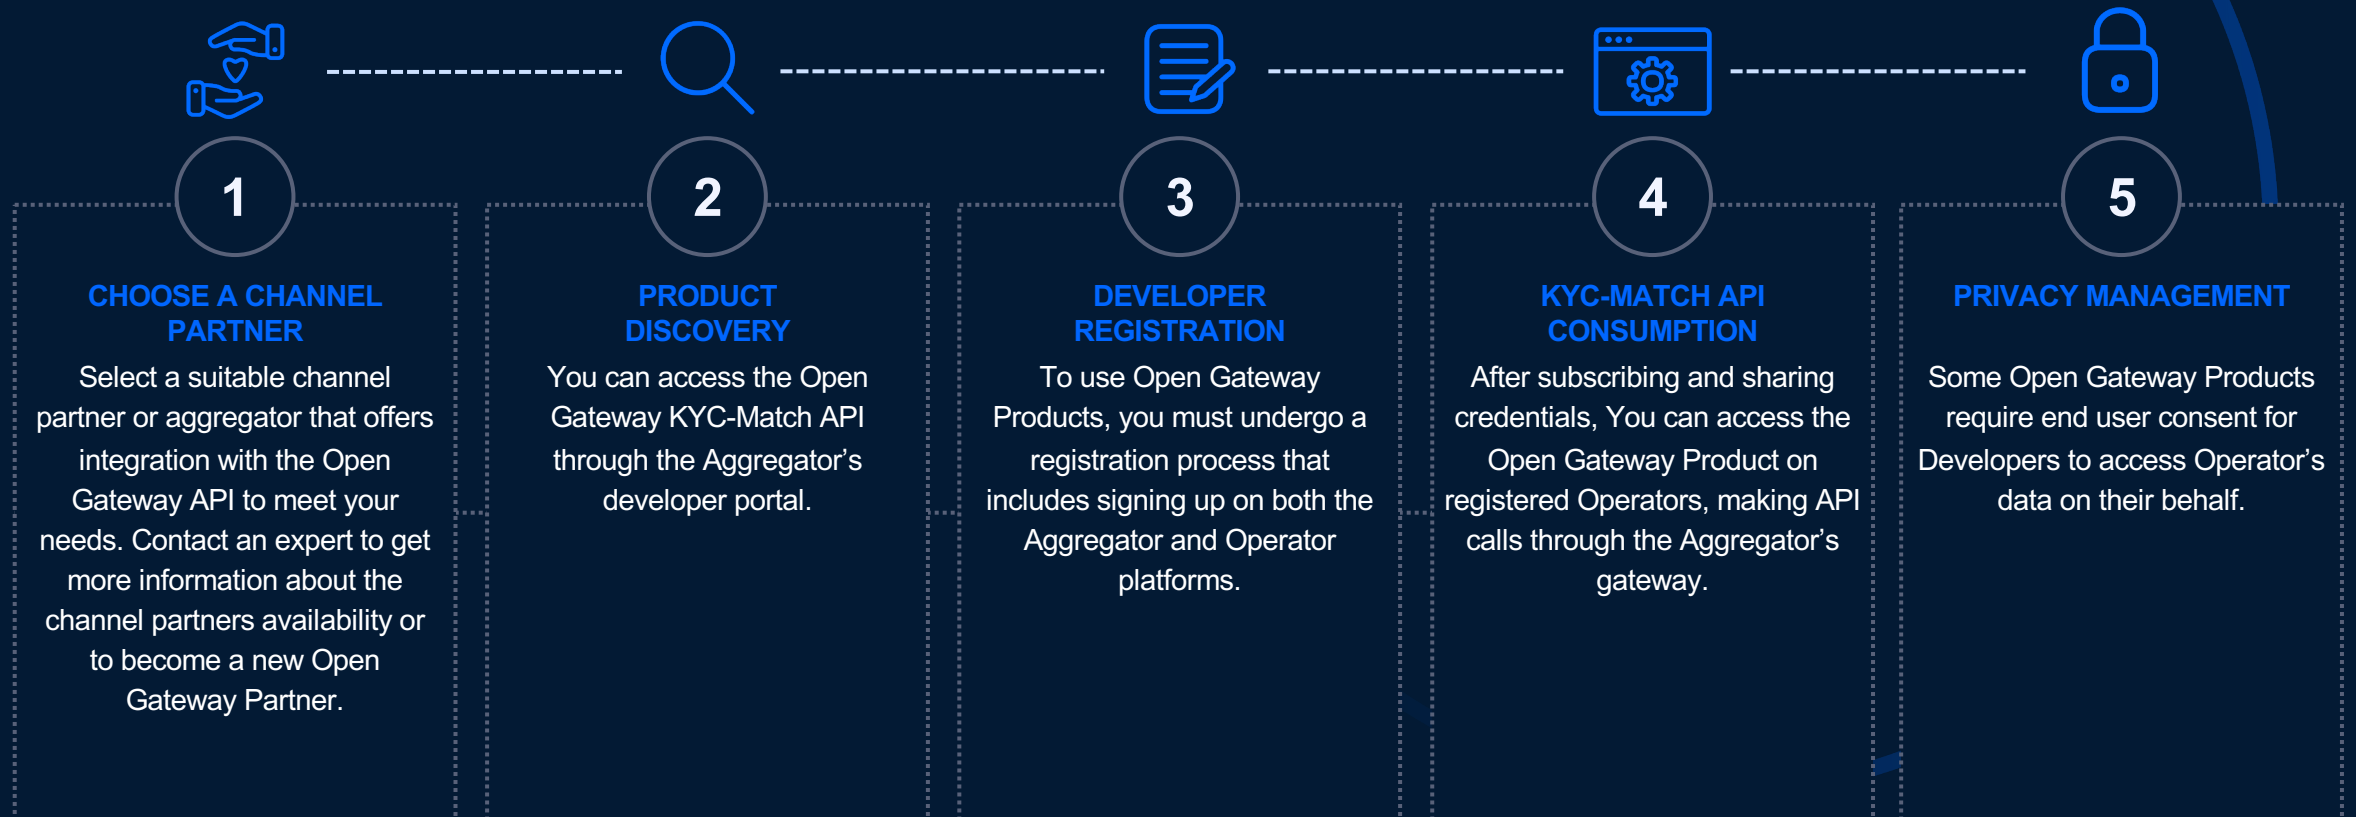 1
CHOOSE A CHANNEL
PARTNER
Select a suitable channel
partner or aggregator that offers
integration with the Open
Gateway API to meet your
needs. Contact an expert to get
more information about the
channel partners availability or
to become a new Open
Gateway Partner.
2
PRODUCT
DISCOVERY
You can access the Open
Gateway KYC-Match API
through the Aggregator’s
developer portal.
3
DEVELOPER
REGISTRATION
To use Open Gateway
Products, you must undergo a
registration process that
includes signing up on both the
Aggregator and Operator
platforms.
4
KYC-MATCH API
CONSUMPTION
After subscribing and sharing
credentials, You can access the
Open Gateway Product on
registered Operators, making API
calls through the Aggregator’s
gateway.
5
PRIVACY MANAGEMENT
Some Open Gateway Products
require end user consent for
Developers to access Operator’s
data on their behalf.